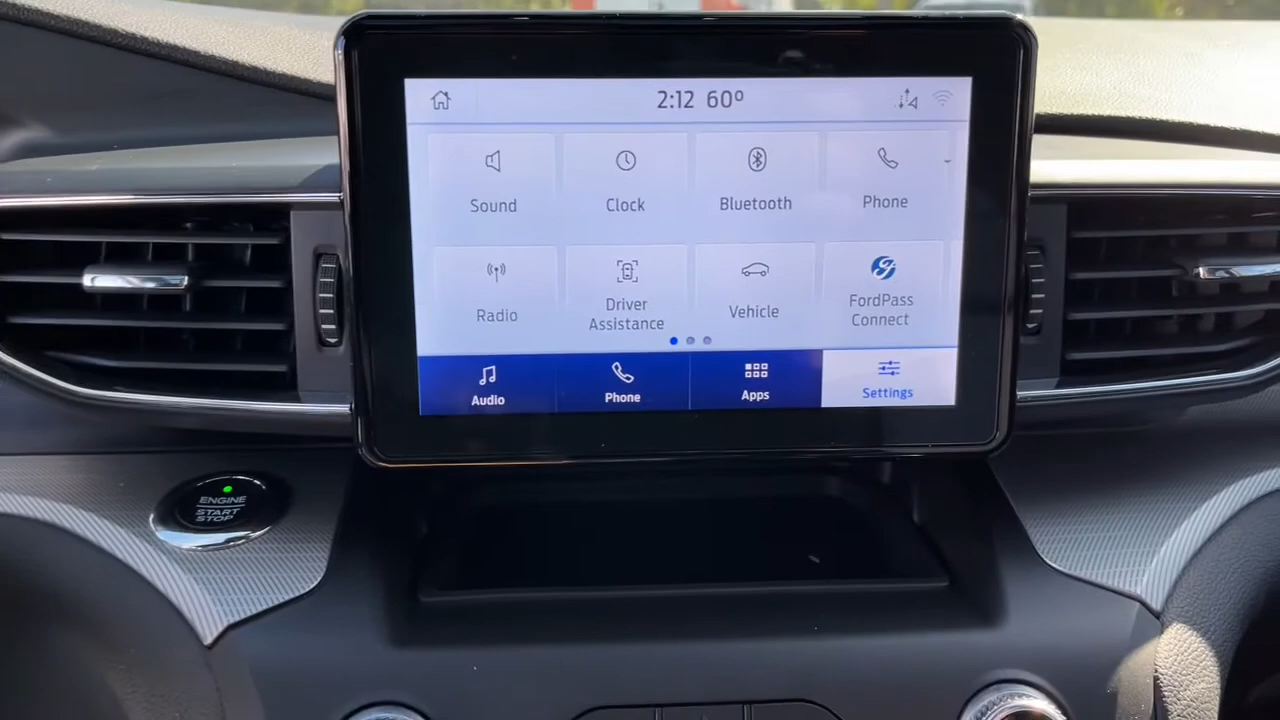 2:12 60°
Sound
Clock
Bluetooth
Phone
Radio
Driver
Assistance
Vehicle
FordPass
Connect
Audio
Phone
Apps
Settings
ENGINE
START
STOP